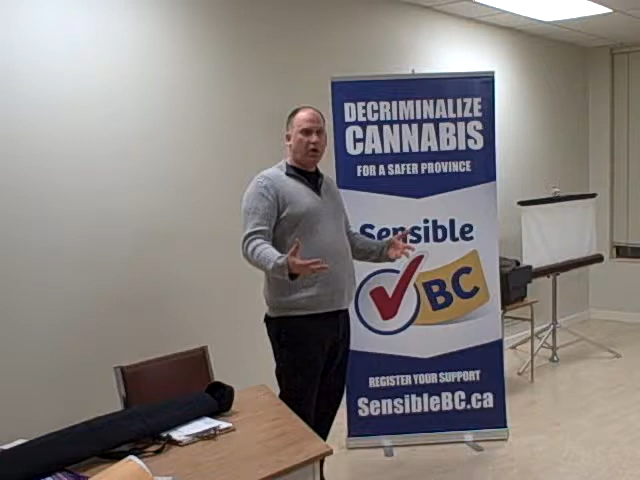 DECRIMINALIZE
CANNABIS
FOR A SAFER PROVINCE
Sensible
BC
REGISTER YOUR SUPPORT
SensibleBC.ca